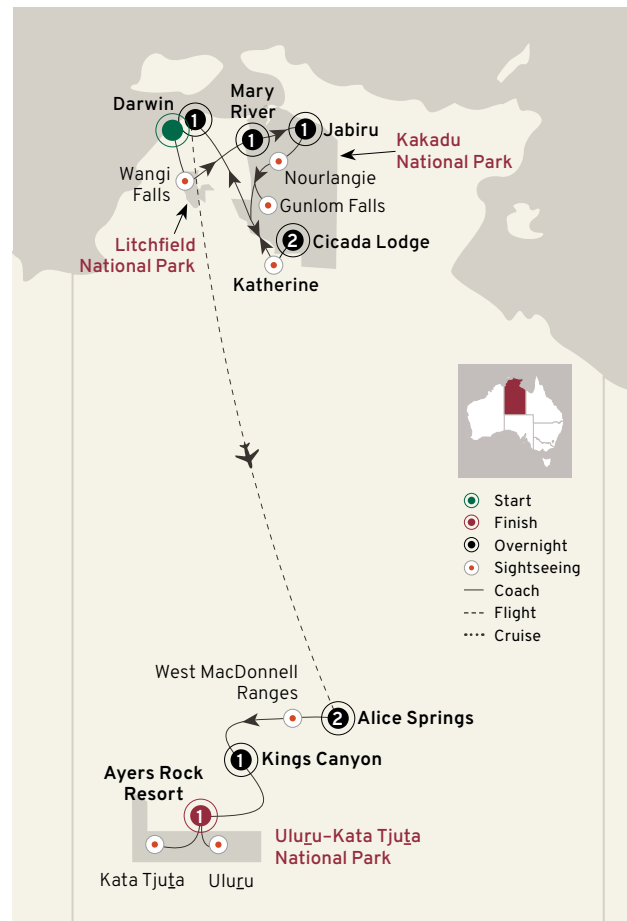 Darwin
1
Mary
River
1
1
Jabiru
Kakadu
National Park
Wangi
Falls
Nourlangie
Gunlom Falls
Litchfield
National Park
2
Cicada Lodge
Katherine
Start
Finish
Overnight
Sightseeing
Coach
Flight
Cruise
West MacDonnell
Ranges
2
Alice Springs
1
Kings Canyon
Ayers Rock
Resort
1
Uluṟu–Kata Tjuṯa
National Park
Kata Tjuṯa
Uluṟu